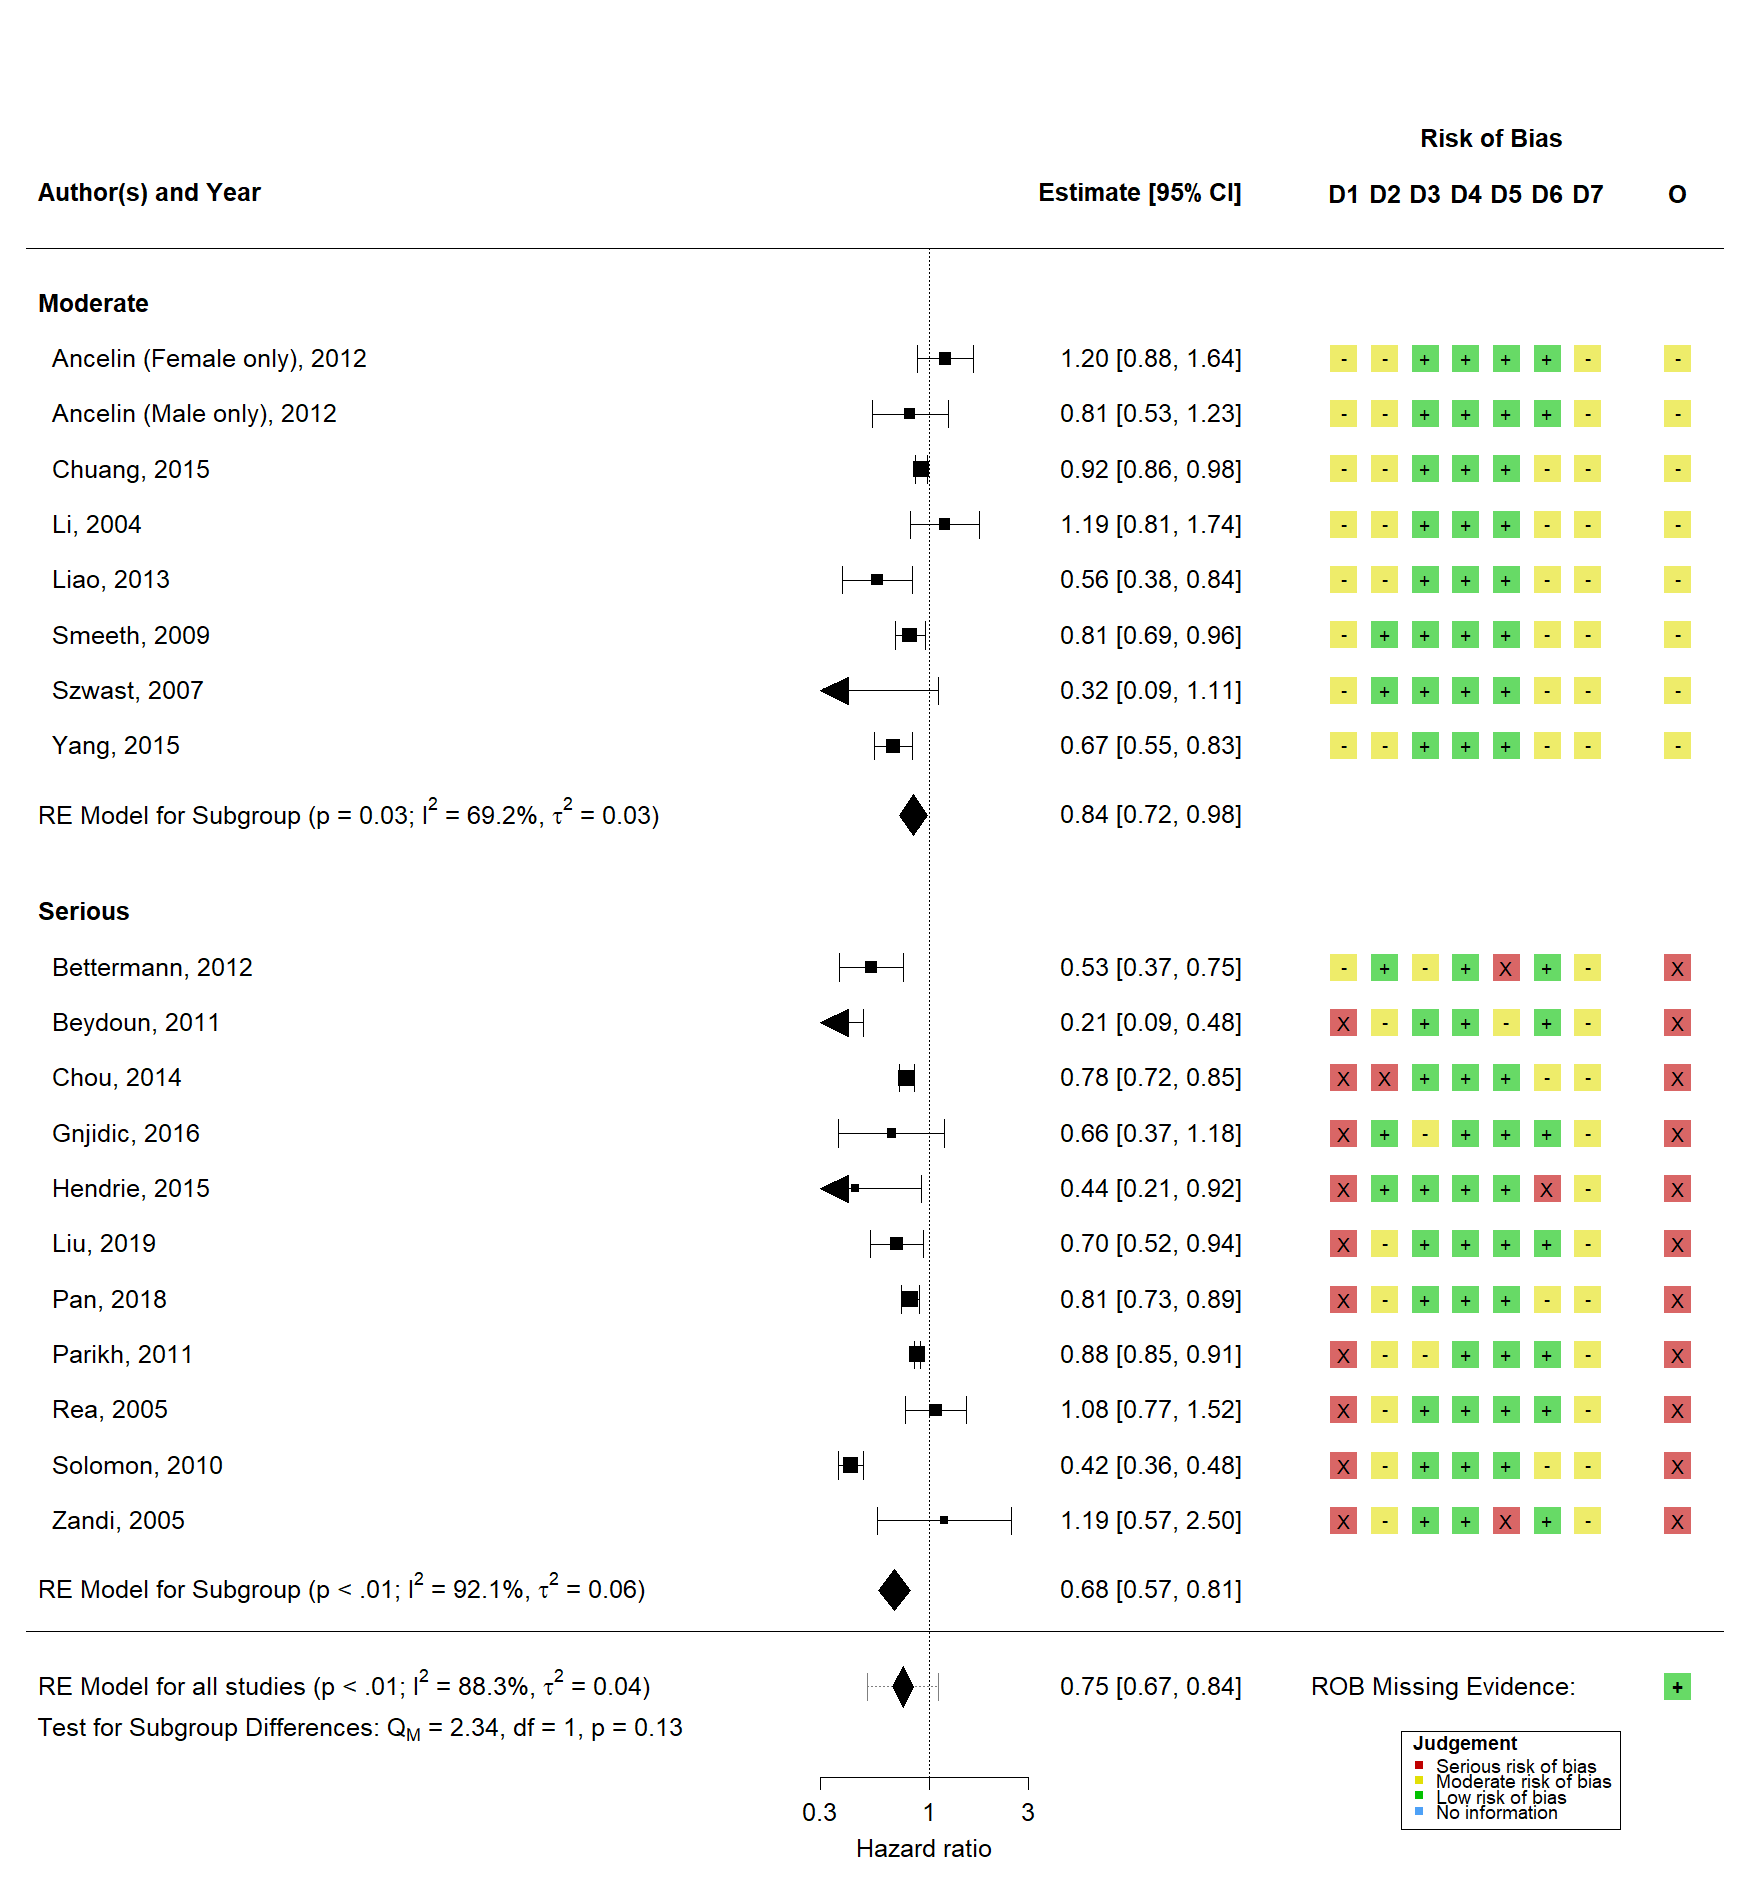 Risk of Bias
Author(s) and Year Estimate [95% CI] D1 D2 D3 D4 D5 D6 D7 O
Moderate
Ancelin (Female only), 2012 1.20 [0.88, 1.64] - - + + + + - -
Ancelin (Male only), 2012 0.81 [0.53, 1.23] - - + + + + - -
Chuang, 2015 0.92 [0.86, 0.98] - - + + + - - -
Li, 2004 1.19 [0.81, 1.74] - - + + + - - -
Liao, 2013 0.56 [0.38, 0.84] - - + + + - - -
Smeeth, 2009 0.81 [0.69, 0.96] - + + + + - - -
Szwast, 2007 0.32 [0.09, 1.11] - + + + + - - -
Yang, 2015 0.67 [0.55, 0.83] - - + + + - - -
RE Model for Subgroup (p = 0.03; I² = 69.2%, τ² = 0.03) 0.84 [0.72, 0.98]
Serious
Bettermann, 2012 0.53 [0.37, 0.75] - + - + X + - X
Beydoun, 2011 0.21 [0.09, 0.48] X - + + - + - X
Chou, 2014 0.78 [0.72, 0.85] X X + + + - - X
Gnjidic, 2016 0.66 [0.37, 1.18] X + - + + + - X
Hendrie, 2015 0.44 [0.21, 0.92] X + + + + X - X
Liu, 2019 0.70 [0.52, 0.94] X - + + + + - X
Pan, 2018 0.81 [0.73, 0.89] X - + + + - - X
Parikh, 2011 0.88 [0.85, 0.91] X - - + + + - X
Rea, 2005 1.08 [0.77, 1.52] X - + + + + - X
Solomon, 2010 0.42 [0.36, 0.48] X - + + + - - X
Zandi, 2005 1.19 [0.57, 2.50] X - + + X + - X
RE Model for Subgroup (p < .01; I² = 92.1%, τ² = 0.06) 0.68 [0.57, 0.81]
RE Model for all studies (p < .01; I² = 88.3%, τ² = 0.04) 0.75 [0.67, 0.84] ROB Missing Evidence: +
Test for Subgroup Differences: Q_M = 2.34, df = 1, p = 0.13
Judgement
Serious risk of bias
Moderate risk of bias
Low risk of bias
No information
0.3 1 3
Hazard ratio